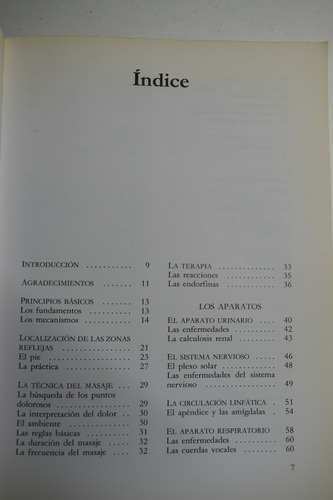 Índice
INTRODUCCIÓN . . . . . . . . . . . 9
AGRADECIMIENTOS . . . . . . . 11
PRINCIPIOS BÁSICOS . . . . . . . 13
Los fundamentos . . . . . . . . . 13
Los mecanismos . . . . . . . . . . 14
LOCALIZACIÓN DE LAS ZONAS
REFLEJAS . . . . . . . . . . . . . . . 21
El pie . . . . . . . . . . . . . . . . . . 23
La práctica . . . . . . . . . . . . . . 27
LA TÉCNICA DEL MASAJE . . . 29
La búsqueda de los puntos
dolorosos . . . . . . . . . . . . . . . 29
La interpretación del dolor . . 30
El ambiente . . . . . . . . . . . . . 30
Las reglas básicas . . . . . . . . . 31
La duración del masaje . . . . . 32
La frecuencia del masaje . . . . 32
LA TERAPIA . . . . . . . . . . . . . . 33
Las reacciones . . . . . . . . . . . 35
Las endorfinas . . . . . . . . . . . 36
LOS APARATOS
EL APARATO URINARIO . . . . . 40
Las enfermedades . . . . . . . . . 42
La calculosis renal . . . . . . . . 43
EL SISTEMA NERVIOSO . . . . . 46
El plexo solar . . . . . . . . . . . . 48
Las enfermedades del sistema
nervioso . . . . . . . . . . . . . . . . 49
LA CIRCULACIÓN LINFÁTICA . 51
El apéndice y las amígdalas . . 54
EL APARATO RESPIRATORIO . . 58
Las enfermedades . . . . . . . . . 60
Las cuerdas vocales . . . . . . . . 60
7